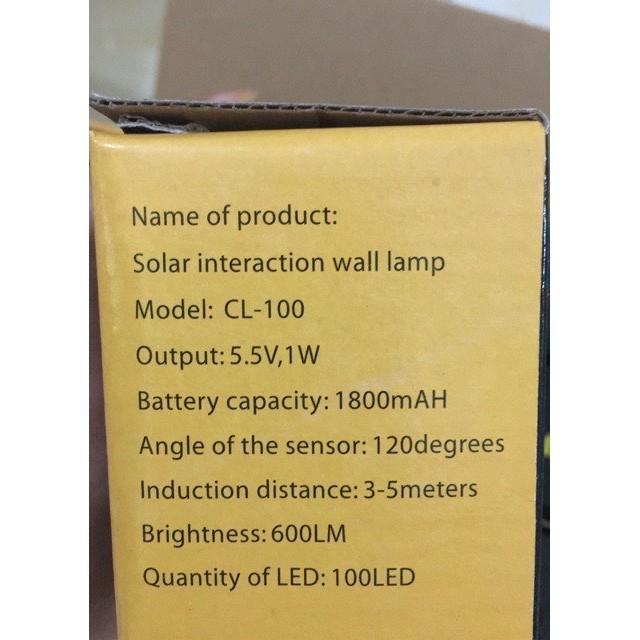 Name of product:
Solar interaction wall lamp
Model: CL-100
Output: 5.5V,1W
Battery capacity: 1800mAH
Angle of the sensor: 120degrees
Induction distance: 3-5meters
Brightness: 600LM
Quantity of LED: 100LED